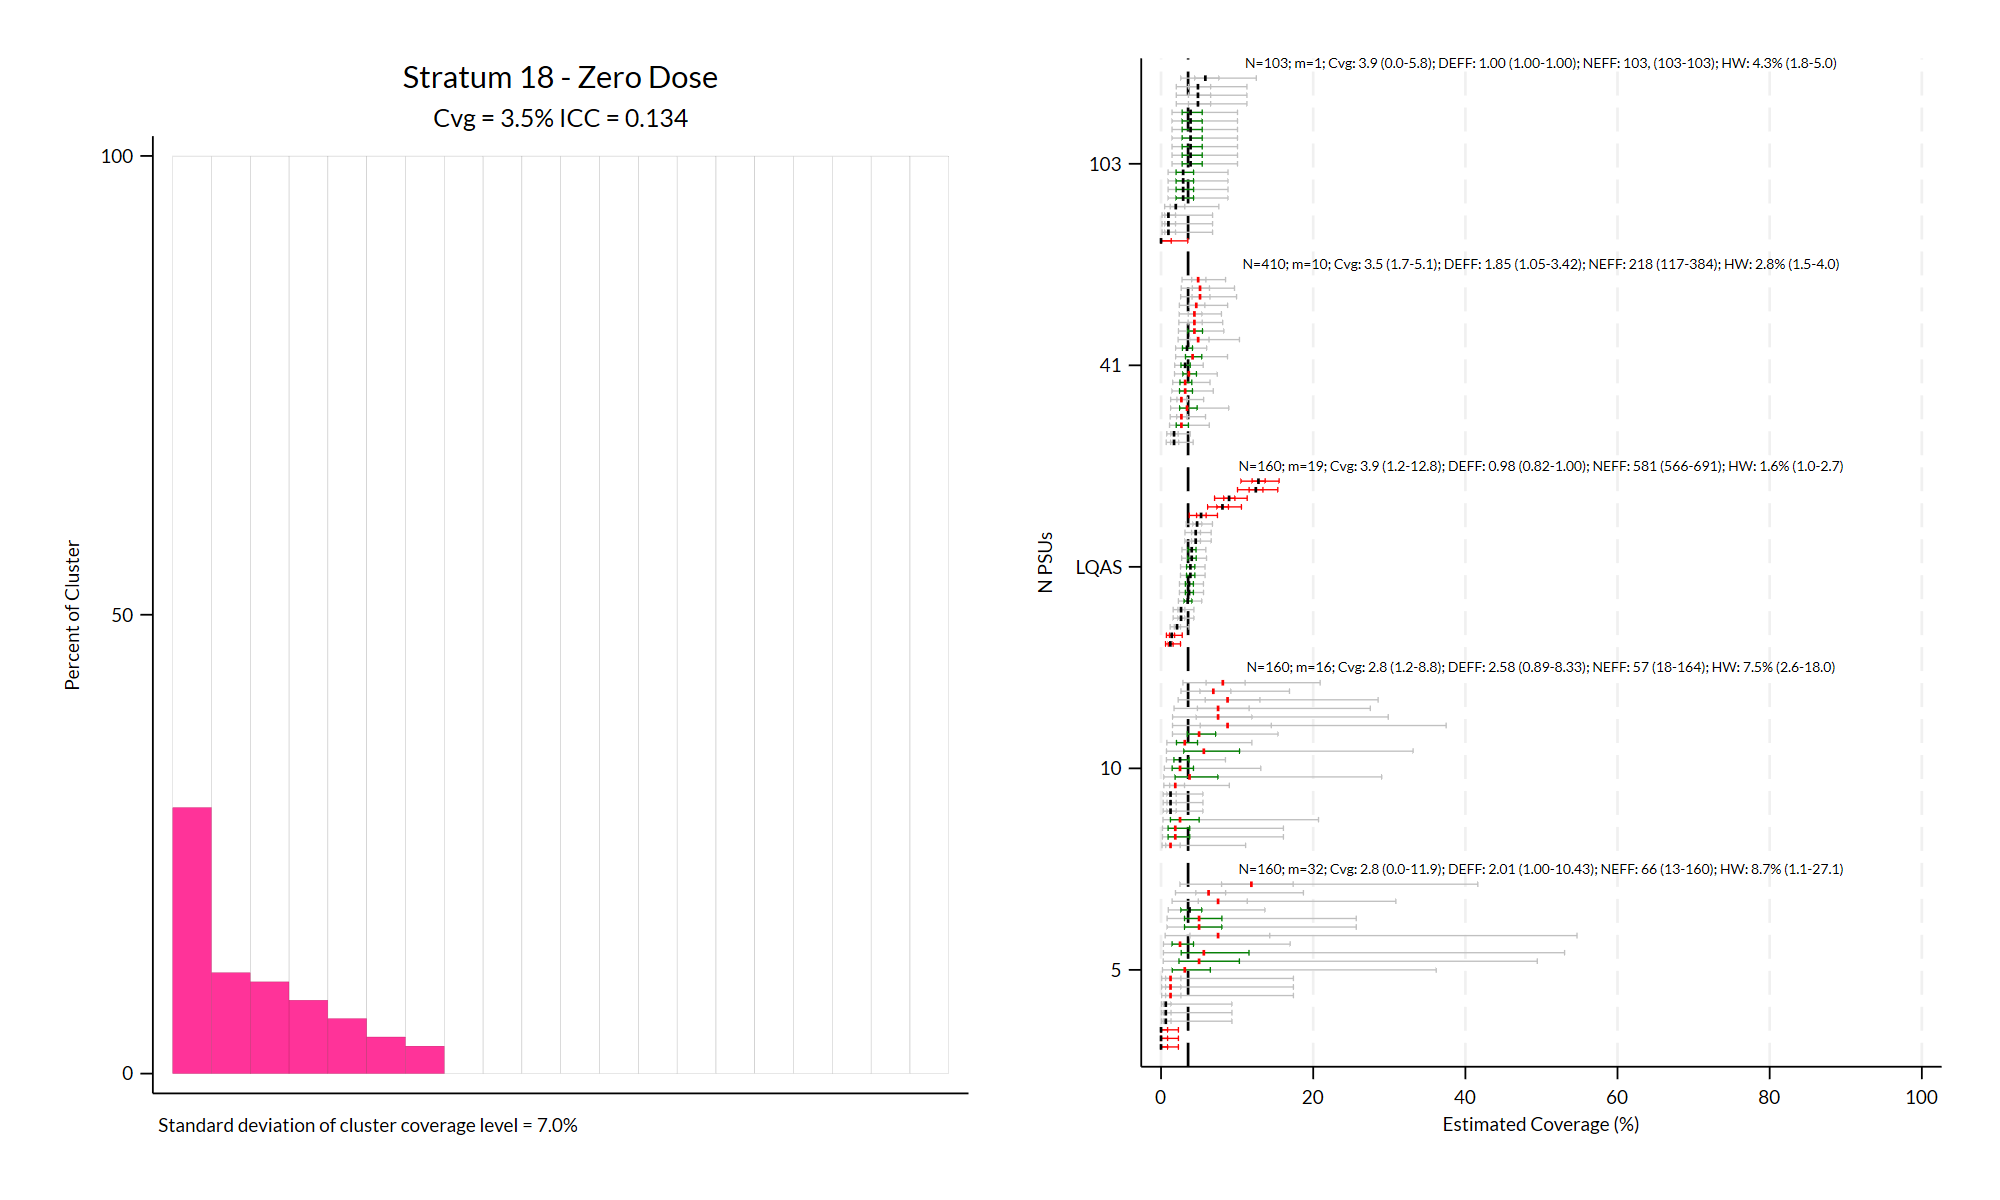 Stratum 18 - Zero Dose
Cvg = 3.5% ICC = 0.134
100
50
0
Percent of Cluster
Standard deviation of cluster coverage level = 7.0%
N=103; m=1; Cvg: 3.9 (0.0-5.8); DEFF: 1.00 (1.00-1.00); NEFF: 103, (103-103); HW: 4.3% (1.8-5.0)
103
N=410; m=10; Cvg: 3.5 (1.7-5.1); DEFF: 1.85 (1.05-3.42); NEFF: 218 (117-384); HW: 2.8% (1.5-4.0)
41
N=160; m=19; Cvg: 3.9 (1.2-12.8); DEFF: 0.98 (0.82-1.00); NEFF: 581 (566-691); HW: 1.6% (1.0-2.7)
N PSUs
LQAS
N=160; m=16; Cvg: 2.8 (1.2-8.8); DEFF: 2.58 (0.89-8.33); NEFF: 57 (18-164); HW: 7.5% (2.6-18.0)
10
N=160; m=32; Cvg: 2.8 (0.0-11.9); DEFF: 2.01 (1.00-10.43); NEFF: 66 (13-160); HW: 8.7% (1.1-27.1)
5
0 20 40 60 80 100
Estimated Coverage (%)